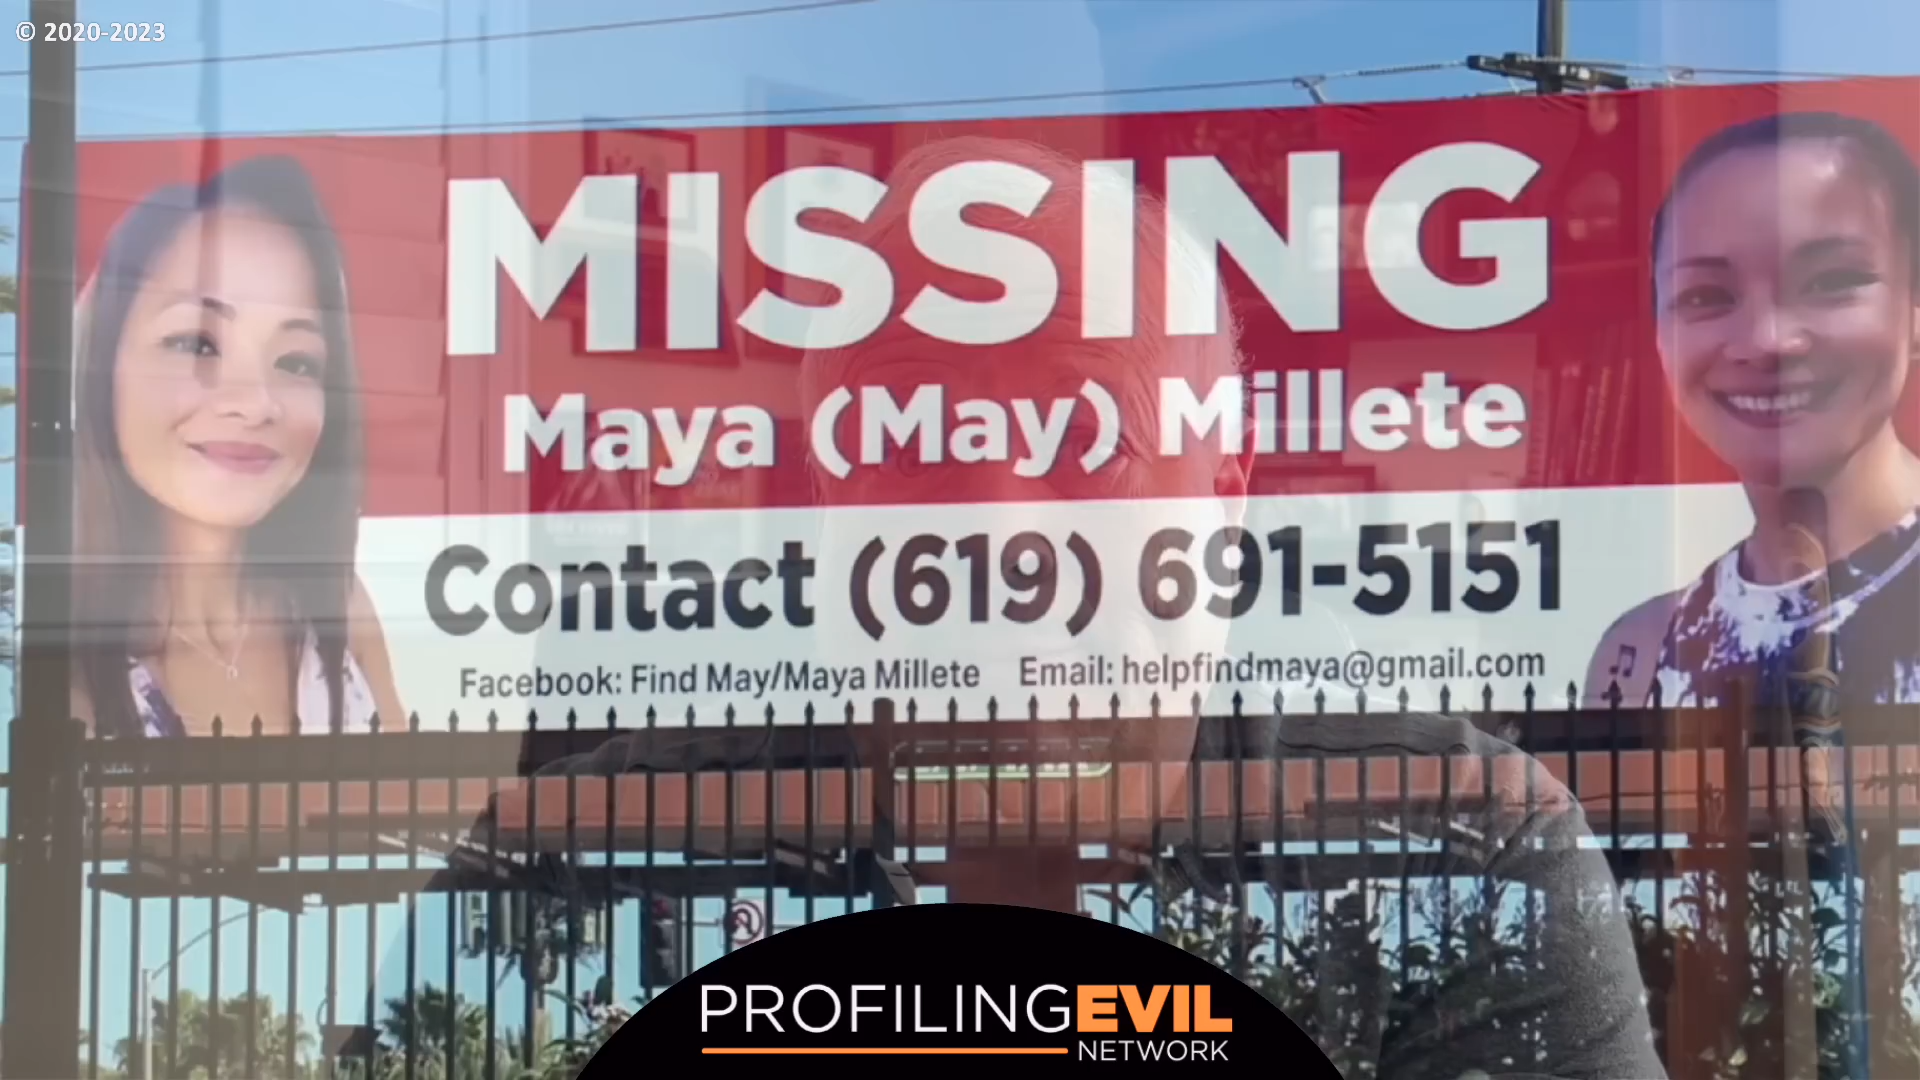 © 2020-2023
MISSING
Maya (May) Millete
Contact (619) 691-5151
Facebook: Find May/Maya Millete Email: helpfindmaya@gmail.com
PROFILINGEVIL
NETWORK